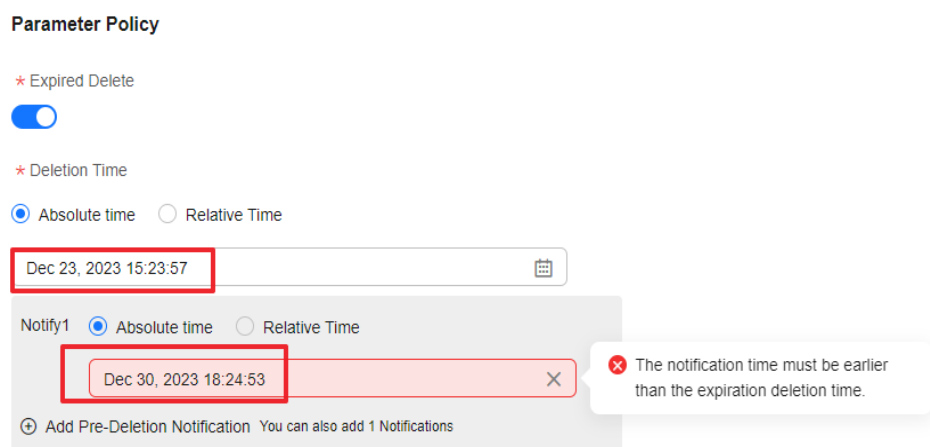 Parameter Policy
* Expired Delete
* Deletion Time
Absolute time Relative Time
Dec 23, 2023 15:23:57
Notify1 Absolute time Relative Time
Dec 30, 2023 18:24:53
The notification time must be earlier
than the expiration deletion time.
Add Pre-Deletion Notification You can also add 1 Notifications